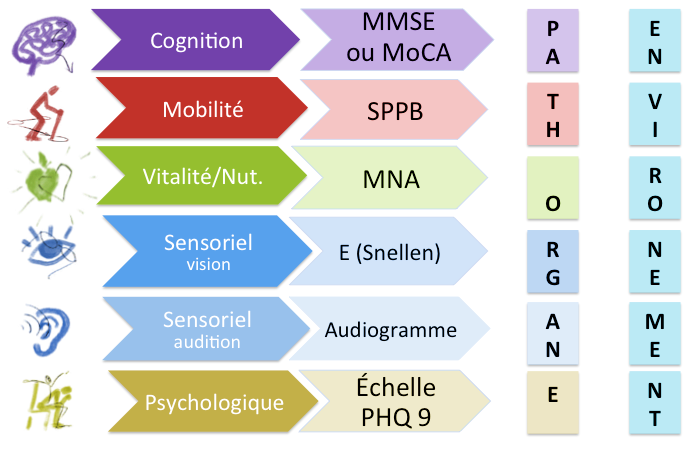 Cognition
MMSE
ou MoCA
P
A
E
N
Mobilité
SPPB
T
H
V
I
Vitalité/Nut.
MNA
O
R
O
Sensoriel
vision
E (Snellen)
R
G
N
E
Sensoriel
audition
Audiogramme
A
N
M
E
Psychologique
Échelle
PHQ 9
E
N
T